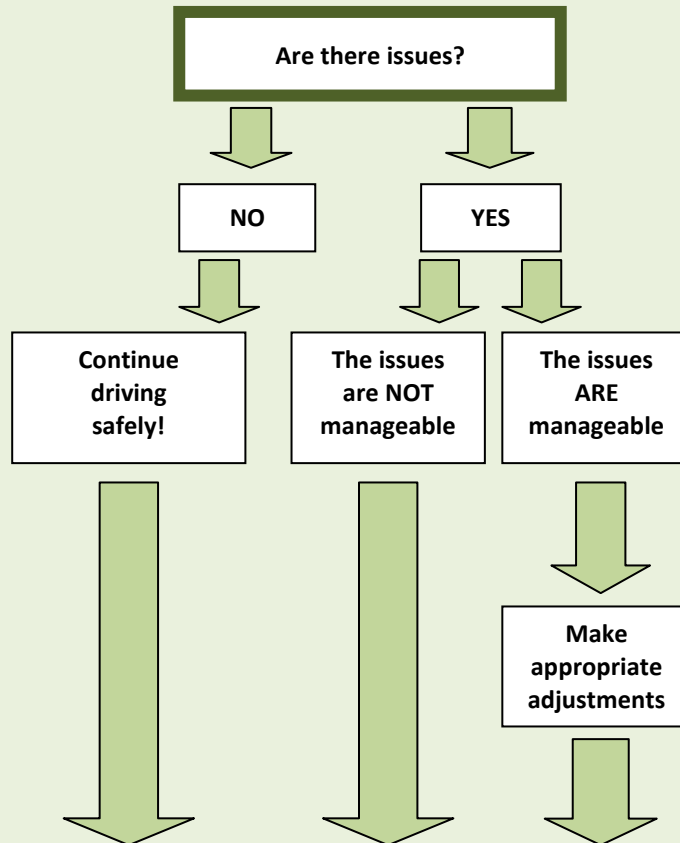 Are there issues?
NO
YES
Continue
driving
safely!
The issues
are NOT
manageable
The issues
ARE
manageable
Make
appropriate
adjustments